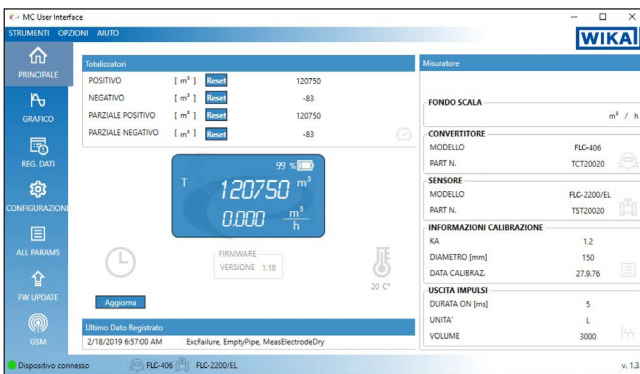 MC User Interface
STRUMENTI OPZIONI AIUTO
WIKA
PRINCIPALE
GRAFICO
REG. DATI
CONFIGURAZIONI
ALL PARAMS
FW UPDATE
GSM
Totalizzatori
POSITIVO [ m³ ] Reset 120750
NEGATIVO [ m³ ] Reset -83
PARZIALE POSITIVO [ m³ ] Reset 120750
PARZIALE NEGATIVO [ m³ ] Reset -83
99 %
T 120750 m³
0.000 m³/h
FIRMWARE
VERSIONE 1.18
20 C°
Aggiorna
Ultimo Dato Registrato
2/18/2019 6:57:00 AM ExcFailure, EmptyPipe, MeasElectrodeDry
Misuratore
FONDO SCALA
m³ / h
CONVERTITORE
MODELLO FLC-406
PART N. TCT20020
SENSORE
MODELLO FLC-2200/EL
PART N. TST20020
INFORMAZIONI CALIBRAZIONE
KA 1.2
DIAMETRO [mm] 150
DATA CALIBRAZ. 27.9.76
USCITA IMPULSI
DURATA ON [ms] 5
UNITA' L
VOLUME 3000
Dispositivo connesso FLC-406 FLC-2200/EL v. 1.3